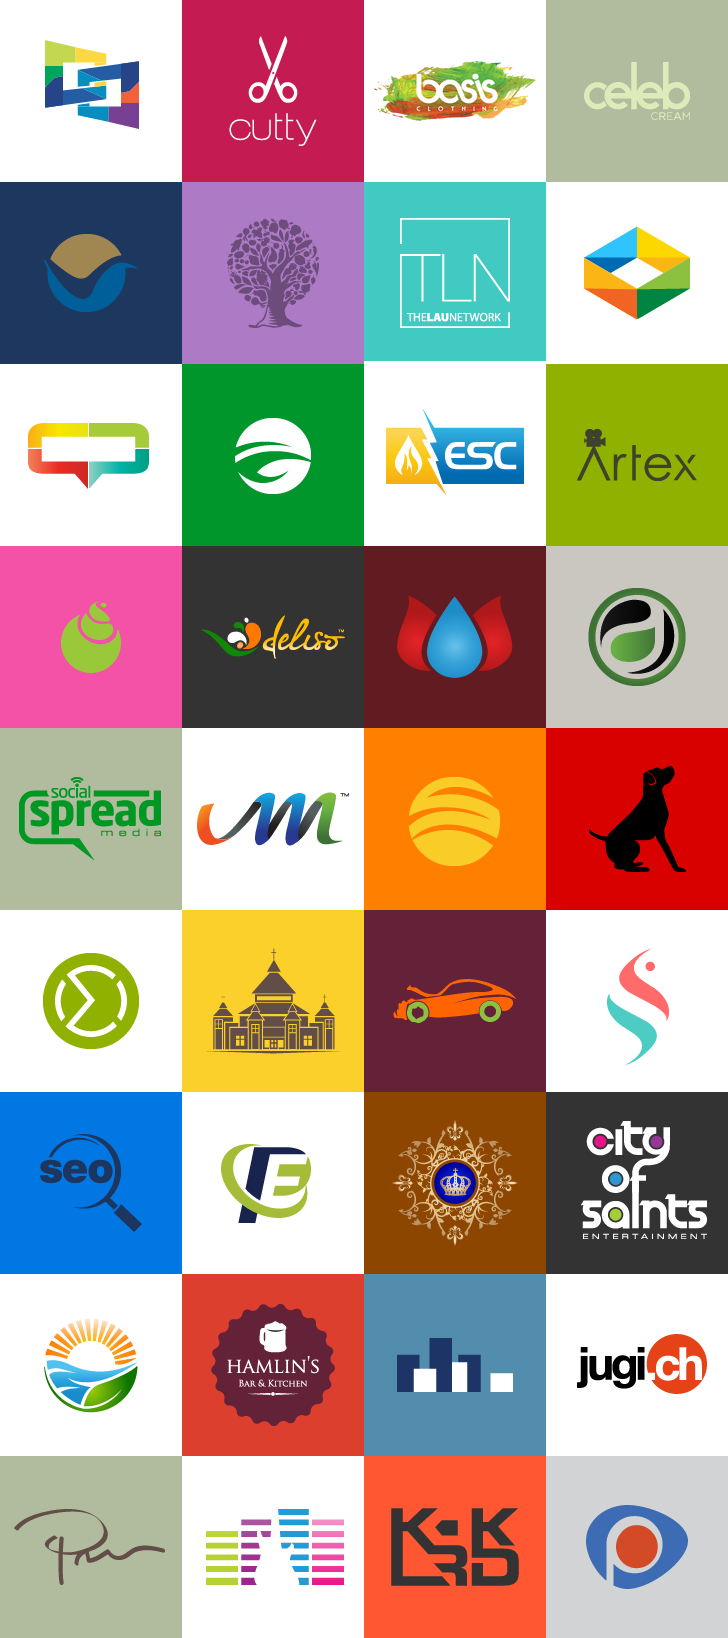 cutty
basis
CLOTHING
celeb
CREAM
TLN
THELAUNETWORK
ESC
Artex
deliso™
social
spread
media
™
seo
city
of
saints
ENTERTAINMENT
HAMLIN'S
BAR & KITCHEN
jugi.ch